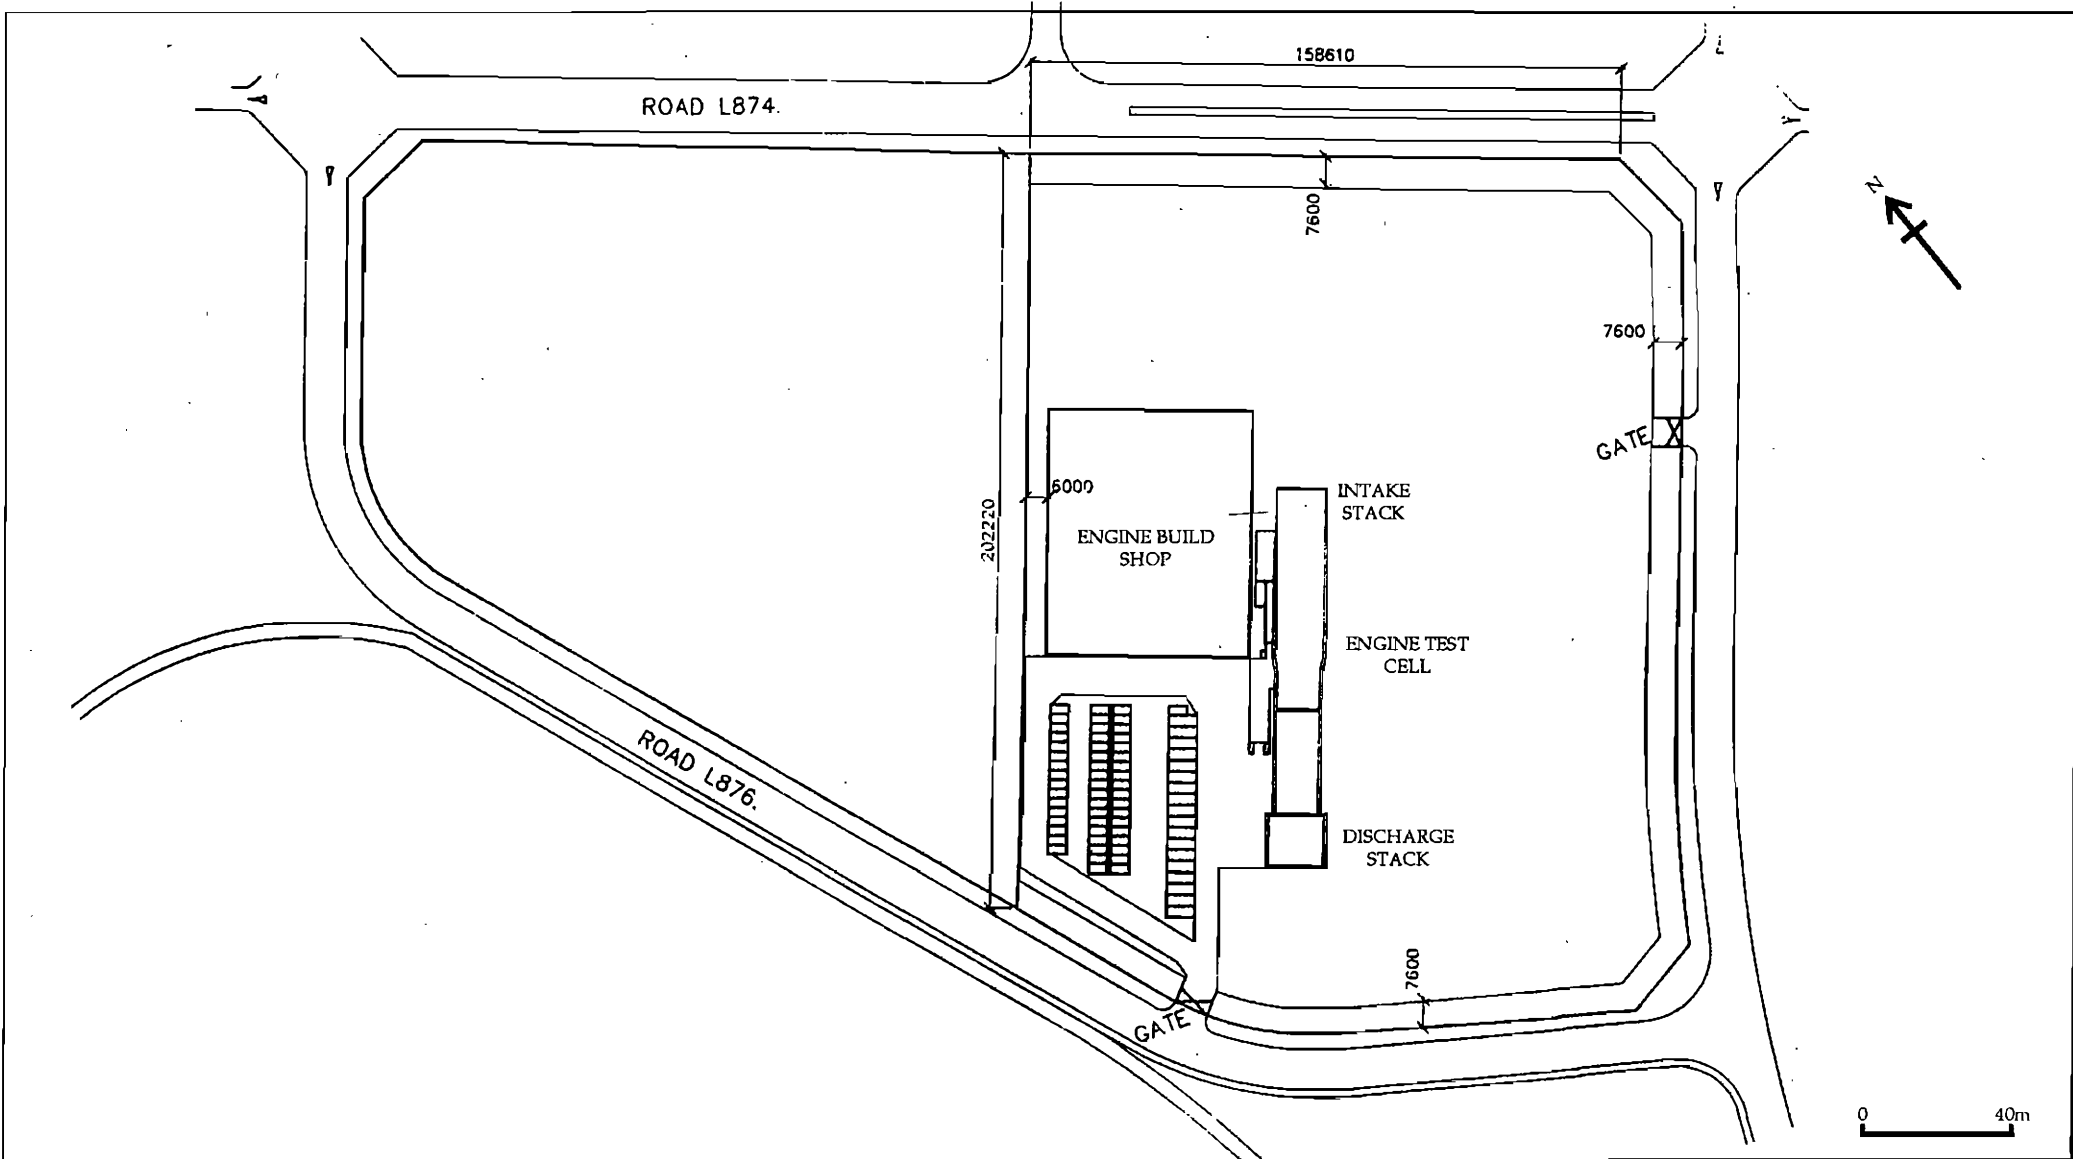 158610
ROAD L874.
N
7600
7600
GATE
6000
INTAKE
STACK
202220
ENGINE BUILD
SHOP
ENGINE TEST
CELL
ROAD L876.
DISCHARGE
STACK
7600
GATE
0 40m